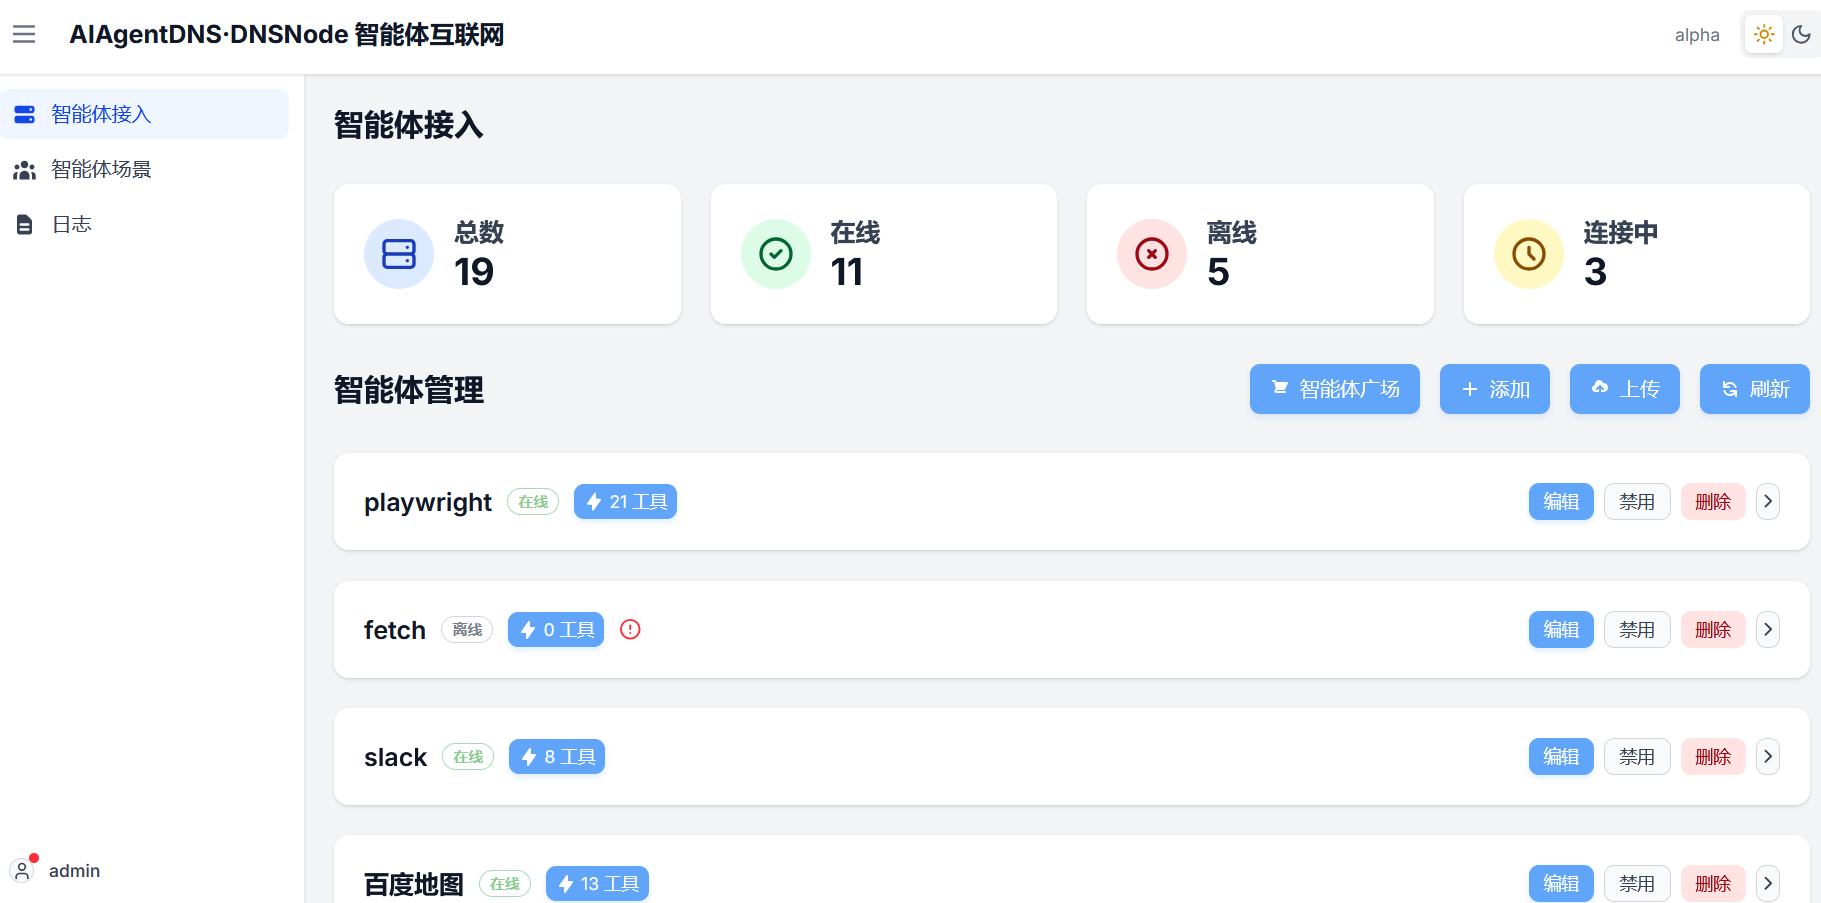 AIAgentDNS·DNSNode 智能体互联网
alpha
智能体接入
智能体场景
日志
admin
智能体接入
总数
19
在线
11
离线
5
连接中
3
智能体管理
智能体广场
添加
上传
刷新
playwright 在线 21 工具 编辑 禁用 删除
fetch 离线 0 工具 编辑 禁用 删除
slack 在线 8 工具 编辑 禁用 删除
百度地图 在线 13 工具 编辑 禁用 删除